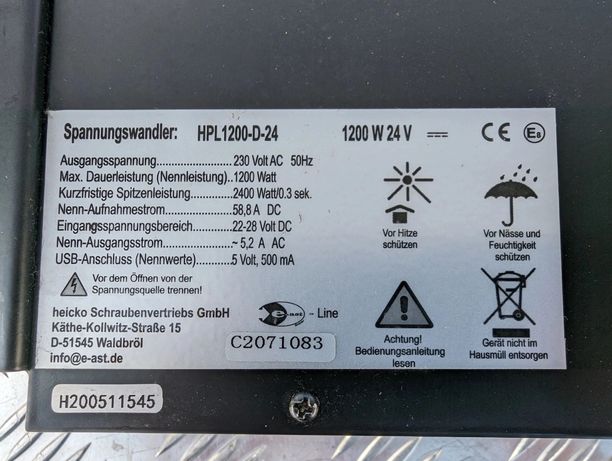 Spannungswandler: HPL1200-D-24 1200 W 24 V
CE E8
Ausgangsspannung.....................230 Volt AC 50Hz
Max. Dauerleistung (Nennleistung)...1200 Watt
Kurzfristige Spitzenleistung..............2400 Watt/0.3 sek.
Nenn-Aufnahmestrom....................58,8 A DC
Eingangsspannungsbereich............22-28 Volt DC
Nenn-Ausgangsstrom....................~ 5,2 A AC
USB-Anschluss (Nennwerte)..........5 Volt, 500 mA
Vor dem Öffnen von der
Spannungsquelle trennen!
heicko Schraubenvertriebs GmbH
Käthe-Kollwitz-Straße 15
D-51545 Waldbröl
info@e-ast.de
e-ast - Line
C2071083
Vor Hitze
schützen
Vor Nässe und
Feuchtigkeit
schützen
Achtung!
Bedienungsanleitung
lesen
Gerät nicht im
Hausmüll entsorgen
H200511545